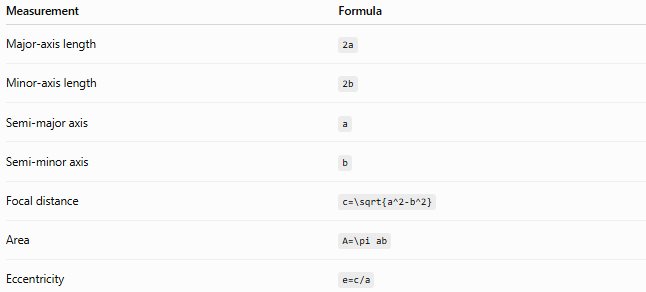 Measurement Formula
Major-axis length 2a
Minor-axis length 2b
Semi-major axis a
Semi-minor axis b
Focal distance c=\sqrt{a^2-b^2}
Area A=\pi ab
Eccentricity e=c/a